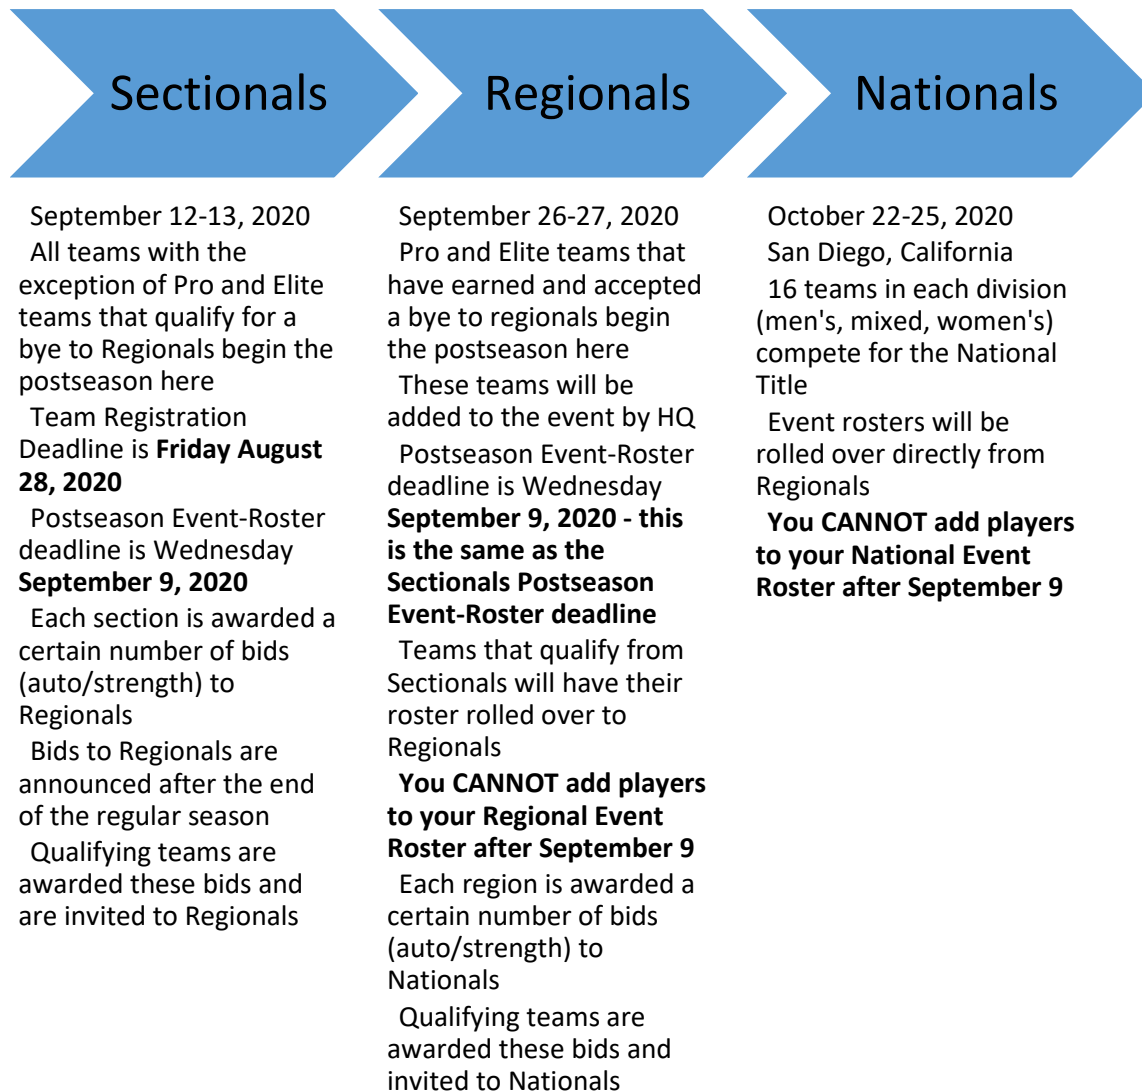 Sectionals
Regionals
Nationals
September 12-13, 2020
All teams with the
exception of Pro and Elite
teams that qualify for a
bye to Regionals begin the
postseason here
Team Registration
Deadline is Friday August
28, 2020
Postseason Event-Roster
deadline is Wednesday
September 9, 2020
Each section is awarded a
certain number of bids
(auto/strength) to
Regionals
Bids to Regionals are
announced after the end
of the regular season
Qualifying teams are
awarded these bids and
are invited to Regionals
September 26-27, 2020
Pro and Elite teams that
have earned and accepted
a bye to regionals begin
the postseason here
These teams will be
added to the event by HQ
Postseason Event-Roster
deadline is Wednesday
September 9, 2020 - this
is the same as the
Sectionals Postseason
Event-Roster deadline
Teams that qualify from
Sectionals will have their
roster rolled over to
Regionals
You CANNOT add players
to your Regional Event
Roster after September 9
Each region is awarded a
certain number of bids
(auto/strength) to
Nationals
Qualifying teams are
awarded these bids and
invited to Nationals
October 22-25, 2020
San Diego, California
16 teams in each division
(men's, mixed, women's)
compete for the National
Title
Event rosters will be
rolled over directly from
Regionals
You CANNOT add players
to your National Event
Roster after September 9